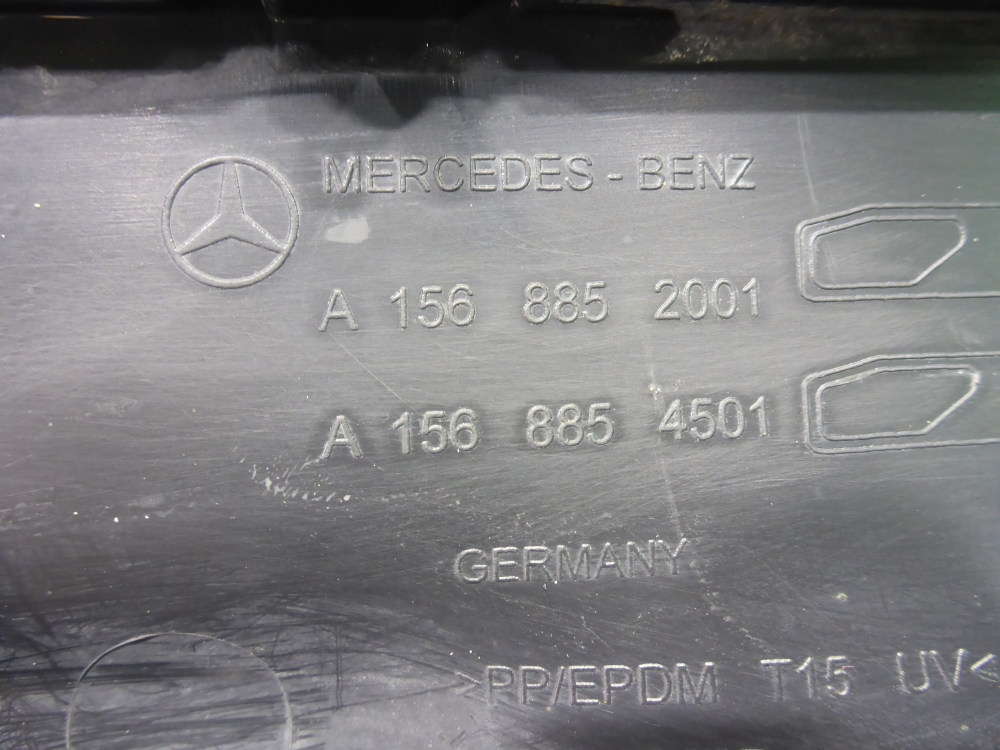 MERCEDES - BENZ
A 156 885 2001
A 156 885 4501
GERMANY
>PP/EPDM T15 UV<